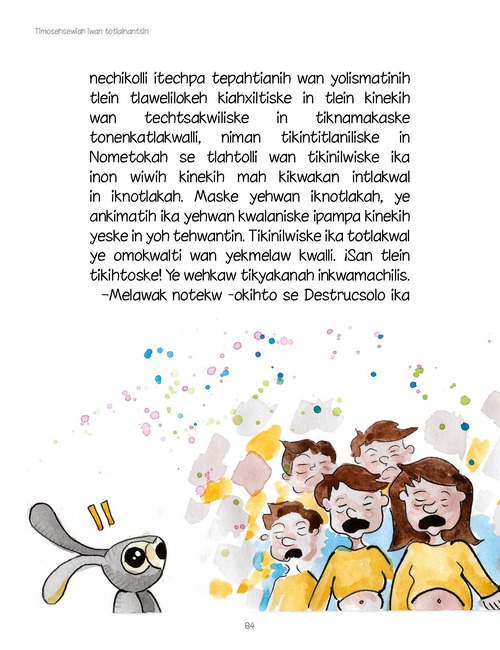 Timosehsewiah iwan totlalnantsin
nechikolli itechpa tepahtianih wan yolismatinih
tlein tlawelilokeh kiahxiltiske in tlein kinekih
wan techtsakwiliske in tiknamakaske
tonenkatlakwalli, niman tikintitlaniliske in
Nometokah se tlahtolli wan tikinilwiske ika
inon wiwih kinekih mah kikwakan intlakwal
in iknotlakah. Maske yehwan iknotlakah, ye
ankimatih ika yehwan kwalaniske ipampa kinekih
yeske in yoh tehwantin. Tikinilwiske ika totlakwal
ye omokwalti wan yekmelaw kwalli. ¡San tlein
tikihtoske! Ye wehkaw tikyakanah inkwamachilis.
–Melawak notekw -okihto se Destrucsolo ika
84